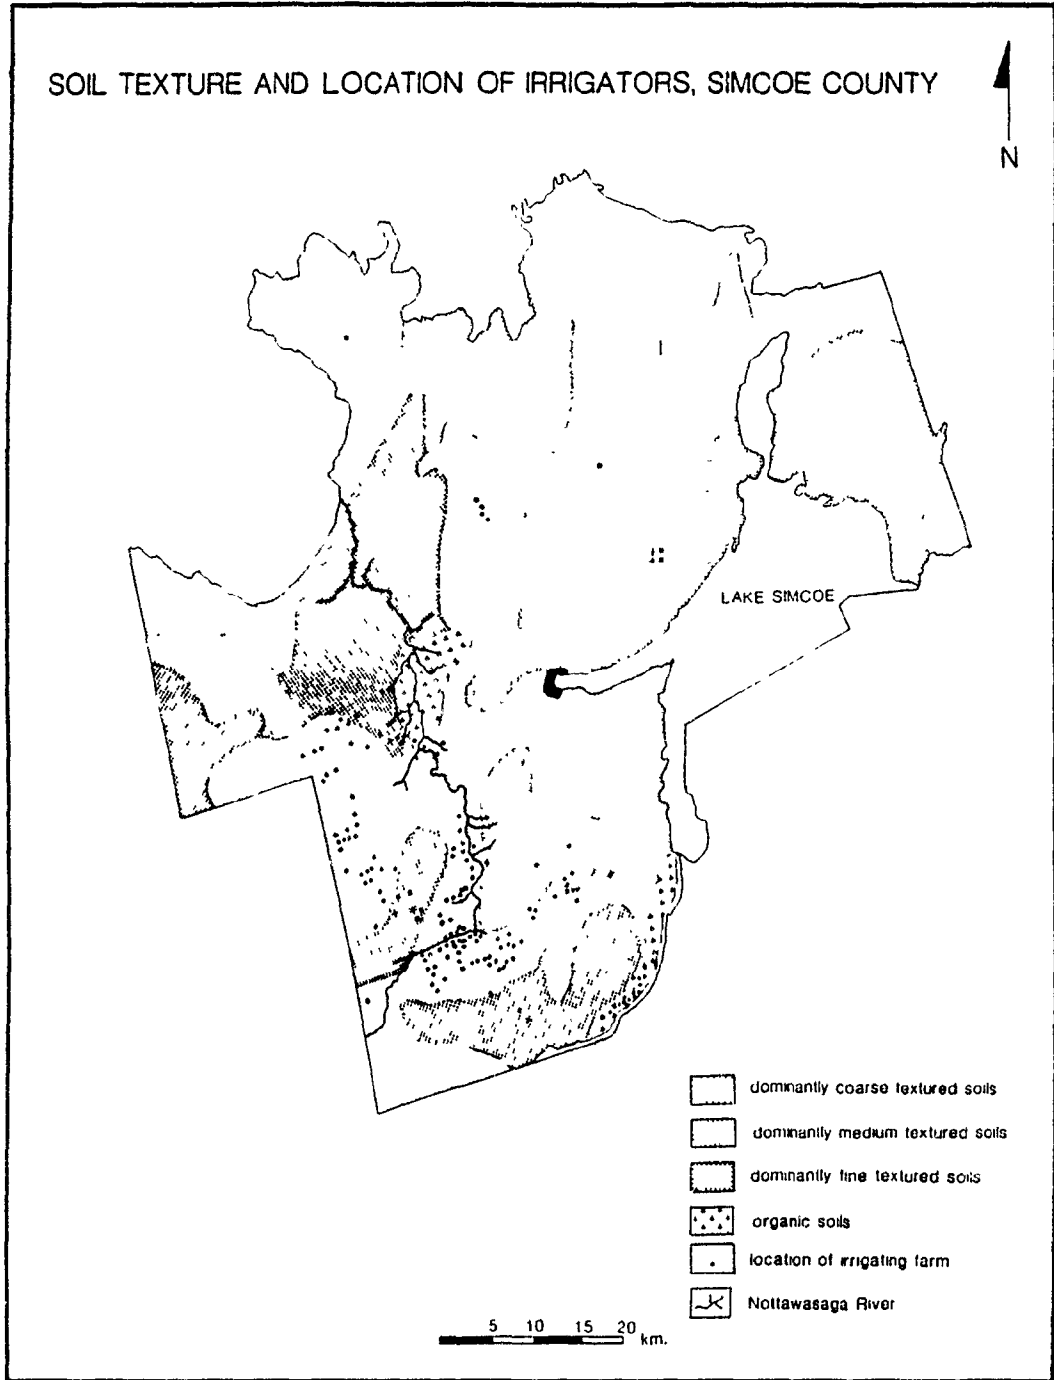 SOIL TEXTURE AND LOCATION OF IRRIGATORS, SIMCOE COUNTY
N
LAKE SIMCOE
dominantly coarse textured soils
dominantly medium textured soils
dominantly fine textured soils
organic soils
location of irrigating farm
Nottawasaga River
5 10 15 20 km.